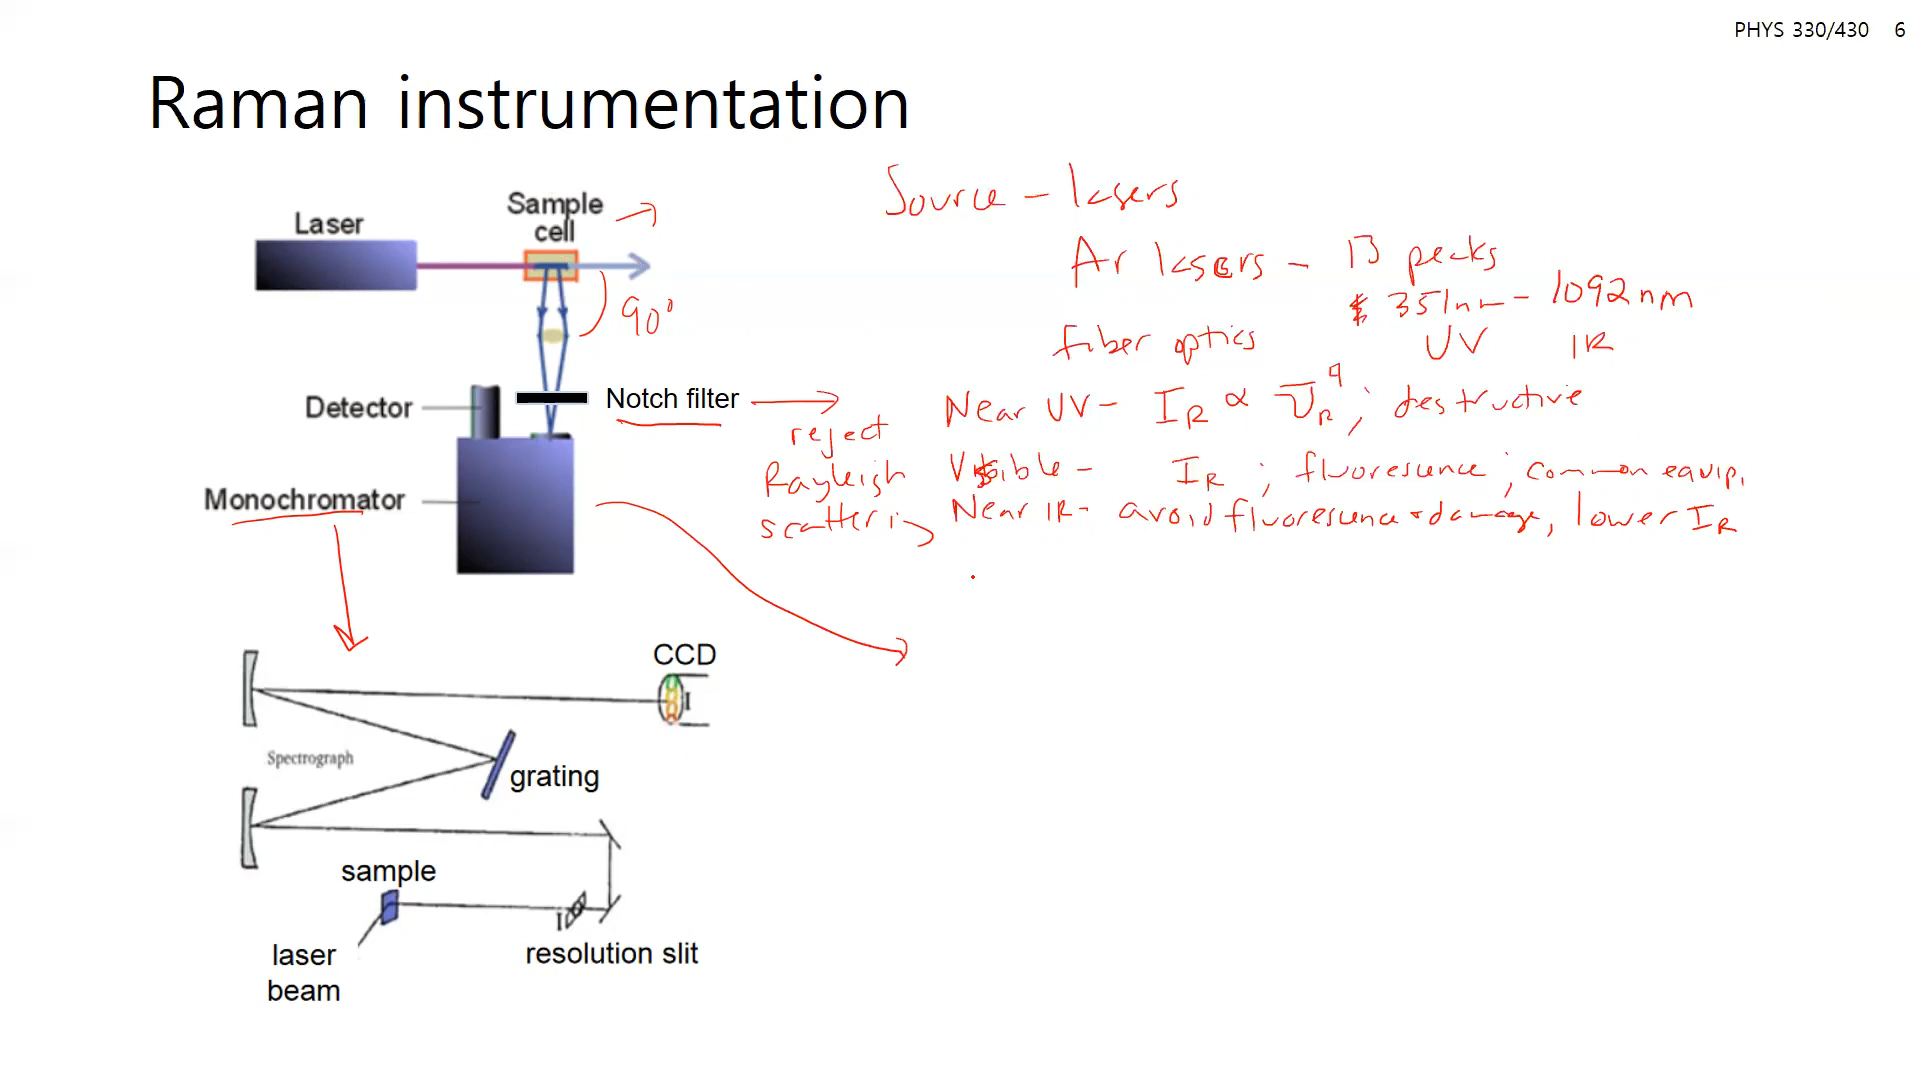 PHYS 330/430 6
Raman instrumentation
Source - lasers
Laser
Sample
cell
Ar lasers - 13 peaks
351nm - 1092nm
UV IR
90°
fiber optics
Detector
Notch filter
reject
Rayleigh
scattering
Near UV - I_R ∝ ν̄_R⁴; destructive
Visible - I_R ; fluoresence ; common equip.
Near IR - avoid fluoresence + damage, lower I_R
Monochromator
CCD
Spectrograph
grating
sample
laser
beam
resolution slit